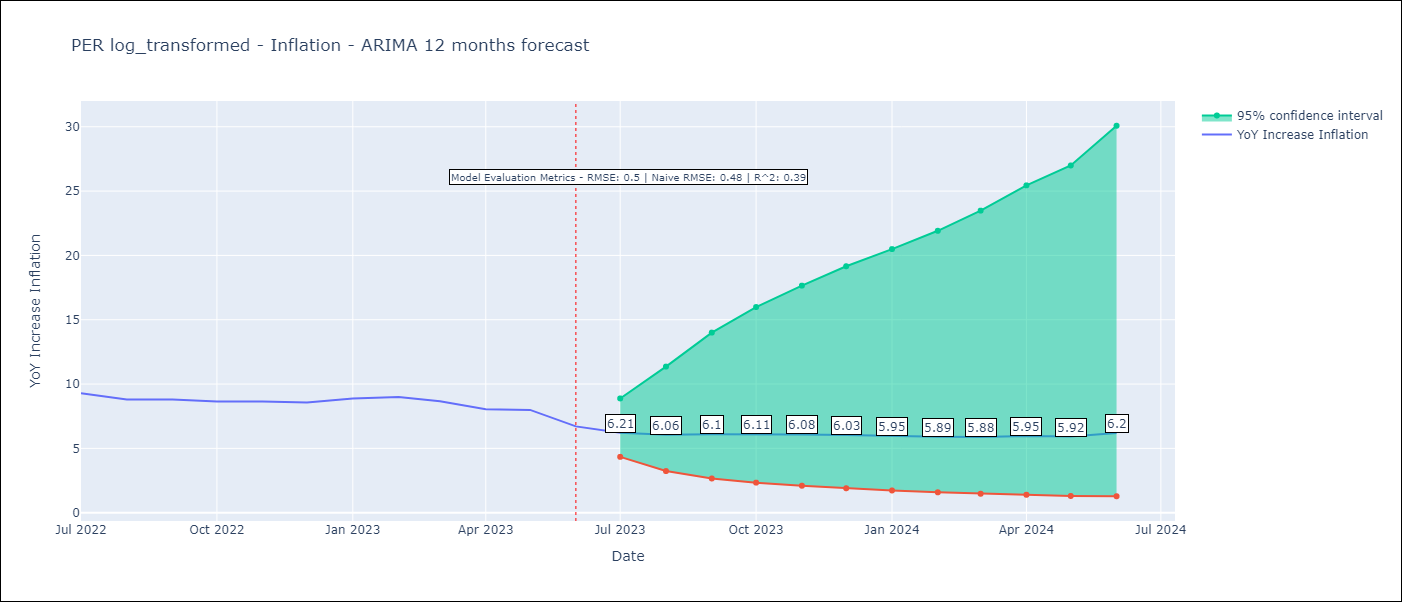 PER log_transformed - Inflation - ARIMA 12 months forecast
95% confidence interval
YoY Increase Inflation
Model Evaluation Metrics - RMSE: 0.5 | Naive RMSE: 0.48 | R^2: 0.39
YoY Increase Inflation
30
25
20
15
10
5
0
6.21
6.06
6.1
6.11
6.08
6.03
5.95
5.89
5.88
5.95
5.92
6.2
Jul 2022
Oct 2022
Jan 2023
Apr 2023
Jul 2023
Oct 2023
Jan 2024
Apr 2024
Jul 2024
Date